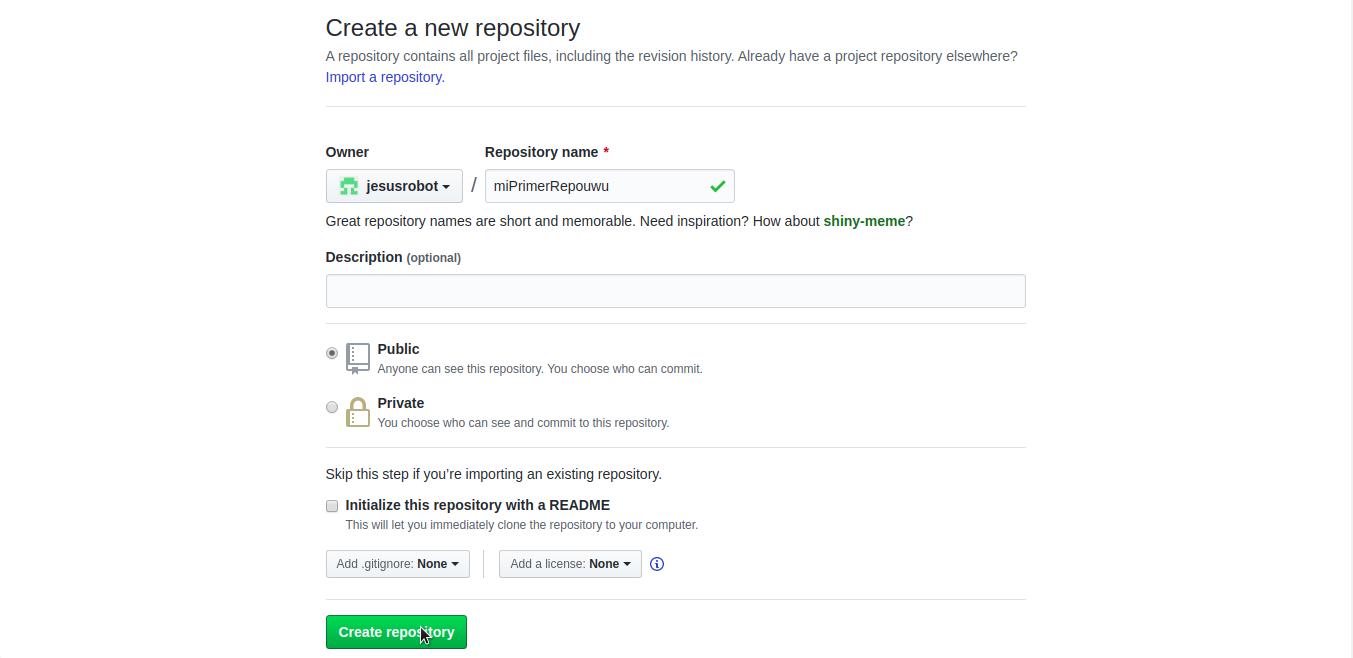 Create a new repository
A repository contains all project files, including the revision history. Already have a project repository elsewhere?
Import a repository.
Owner
Repository name *
jesusrobot / miPrimerRepouwu
Great repository names are short and memorable. Need inspiration? How about shiny-meme?
Description (optional)
Public
Anyone can see this repository. You choose who can commit.
Private
You choose who can see and commit to this repository.
Skip this step if you’re importing an existing repository.
Initialize this repository with a README
This will let you immediately clone the repository to your computer.
Add .gitignore: None
Add a license: None
Create repository